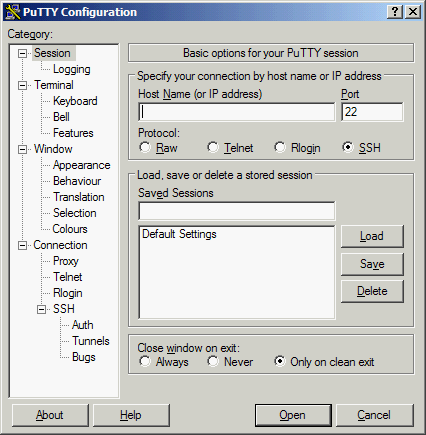 PuTTY Configuration
Category:
Session
Logging
Terminal
Keyboard
Bell
Features
Window
Appearance
Behaviour
Translation
Selection
Colours
Connection
Proxy
Telnet
Rlogin
SSH
Auth
Tunnels
Bugs
Basic options for your PuTTY session
Specify your connection by host name or IP address
Host Name (or IP address) Port
22
Protocol:
Raw Telnet Rlogin SSH
Load, save or delete a stored session
Saved Sessions
Default Settings
Load
Save
Delete
Close window on exit:
Always Never Only on clean exit
About Help Open Cancel